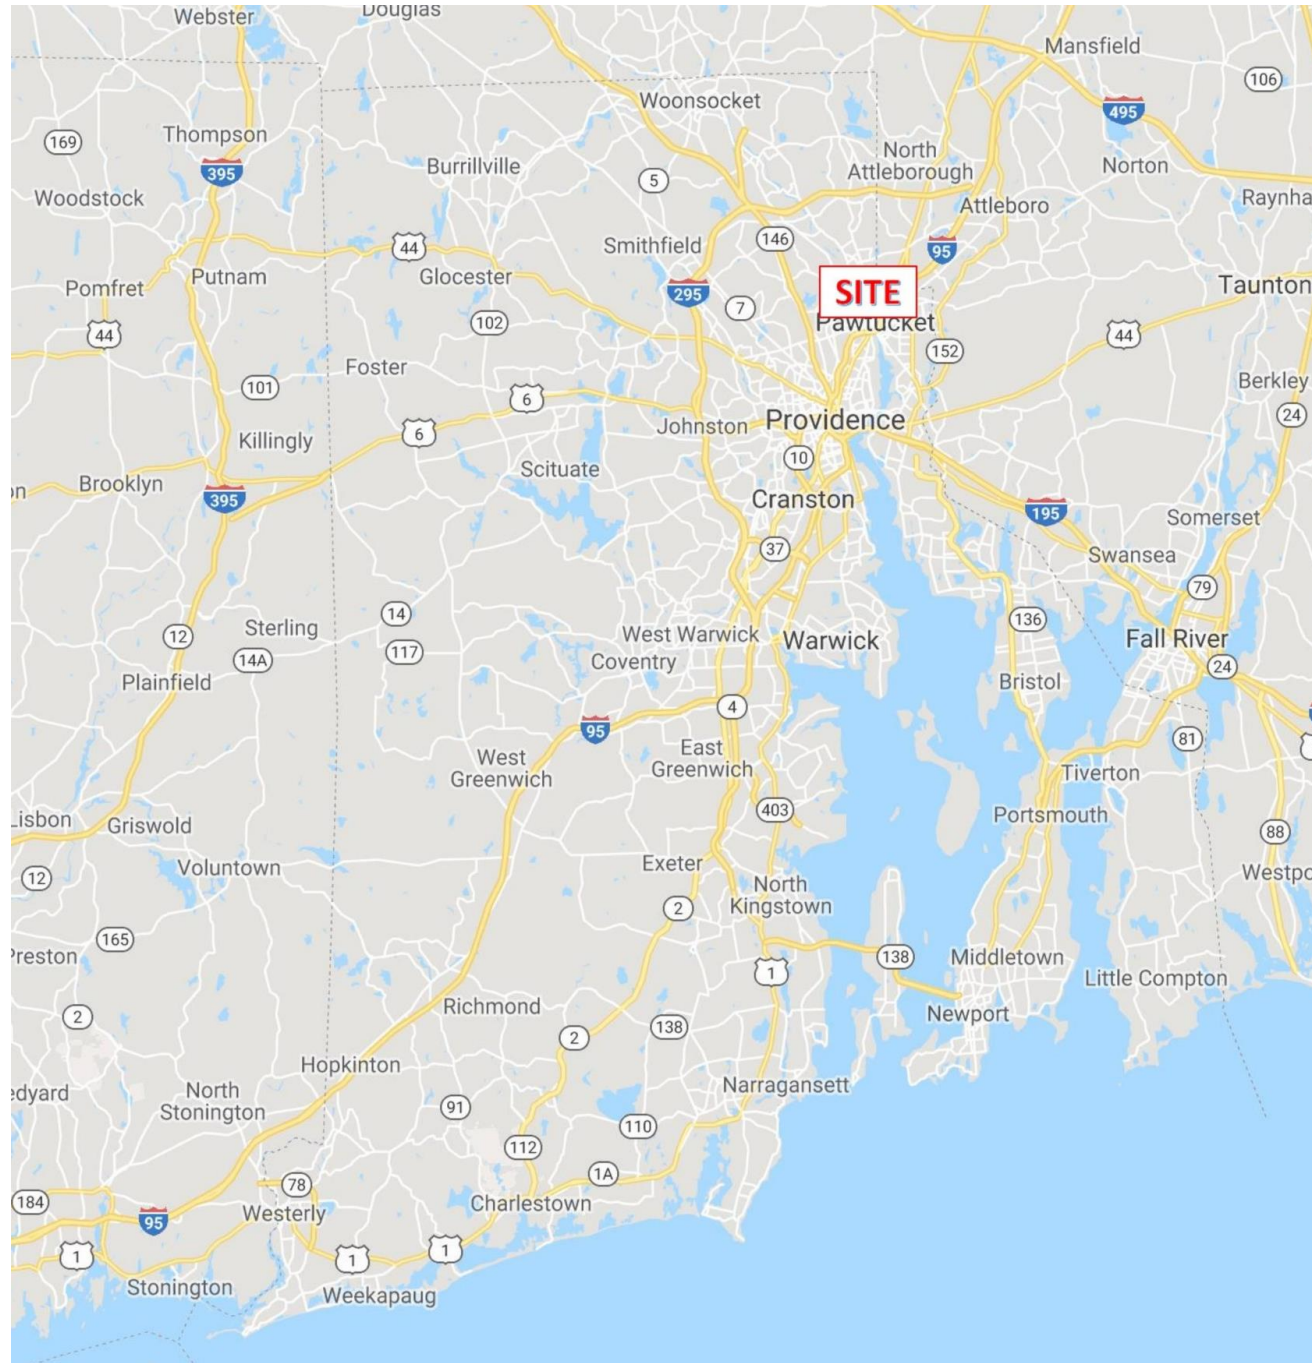 Webster
Douglas
Mansfield
106
Woonsocket
495
169
Thompson
395
Burrillville
North
Attleborough
Norton
5
Woodstock
Raynha
Attleboro
146
Smithfield
44
95
Putnam
Glocester
Pomfret
SITE
295
7
Taunton
44
102
Pawtucket
44
152
Foster
101
6
Berkley
24
Johnston
Providence
6
Killingly
10
Scituate
on
Brooklyn
395
Cranston
195
Somerset
37
Swansea
79
14
136
12
Sterling
West Warwick
Warwick
Fall River
14A
117
Coventry
24
Plainfield
Bristol
4
95
81
West
Greenwich
East
Greenwich
Tiverton
403
Portsmouth
Lisbon
Griswold
88
Voluntown
Exeter
Westpo
12
North
Kingstown
2
165
Preston
138
Middletown
1
Little Compton
Richmond
Newport
2
138
2
Hopkinton
edyard
North
Stonington
Narragansett
91
110
112
1A
78
184
Charlestown
Westerly
95
1
1
1
Stonington
Weekapaug